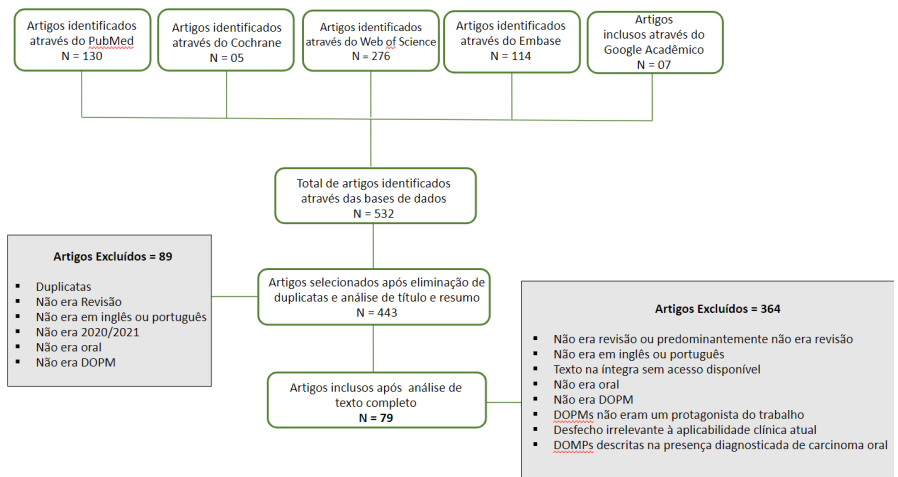 Artigos identificados
através do PubMed
N = 130
Artigos identificados
através do Cochrane
N = 05
Artigos identificados
através do Web of Science
N = 276
Artigos identificados
através do Embase
N = 114
Artigos
inclusos através do
Google Acadêmico
N = 07
Total de artigos identificados
através das bases de dados
N = 532
Artigos Excluídos = 89
Duplicatas
Não era Revisão
Não era em inglês ou português
Não era 2020/2021
Não era oral
Não era DOPM
Artigos selecionados após eliminação de
duplicatas e análise de título e resumo
N = 443
Artigos Excluídos = 364
Não era revisão ou predominantemente não era revisão
Não era em inglês ou português
Texto na íntegra sem acesso disponível
Não era oral
Não era DOPM
DOPMs não eram um protagonista do trabalho
Desfecho irrelevante à aplicabilidade clínica atual
DOMPs descritas na presença diagnosticada de carcinoma oral
Artigos inclusos após análise de
texto completo
N = 79